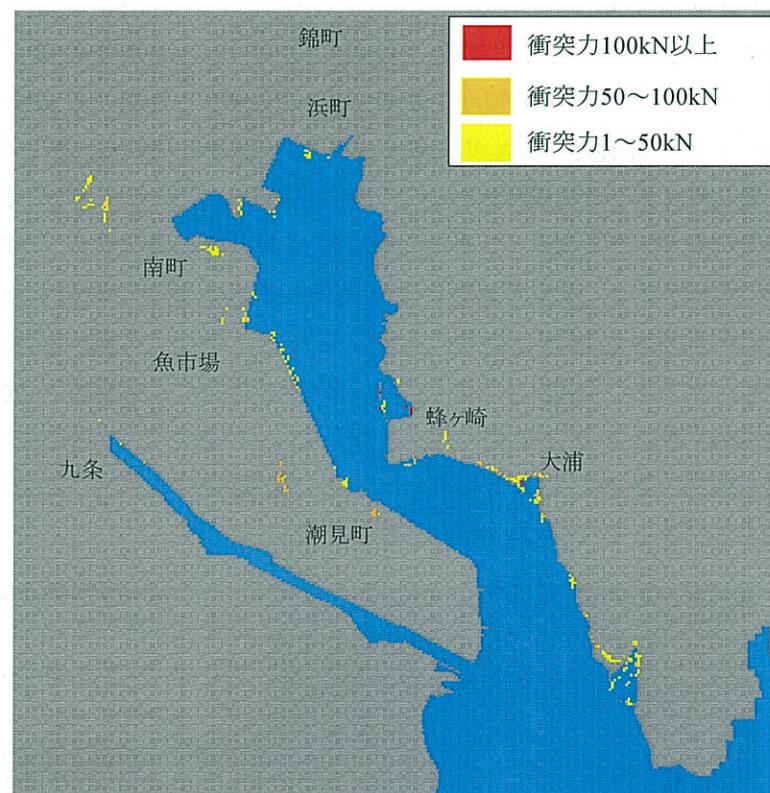 錦町
衝突力100kN以上
衝突力50～100kN
衝突力1～50kN
浜町
南町
魚市場
蜂ヶ崎
大浦
九条
潮見町